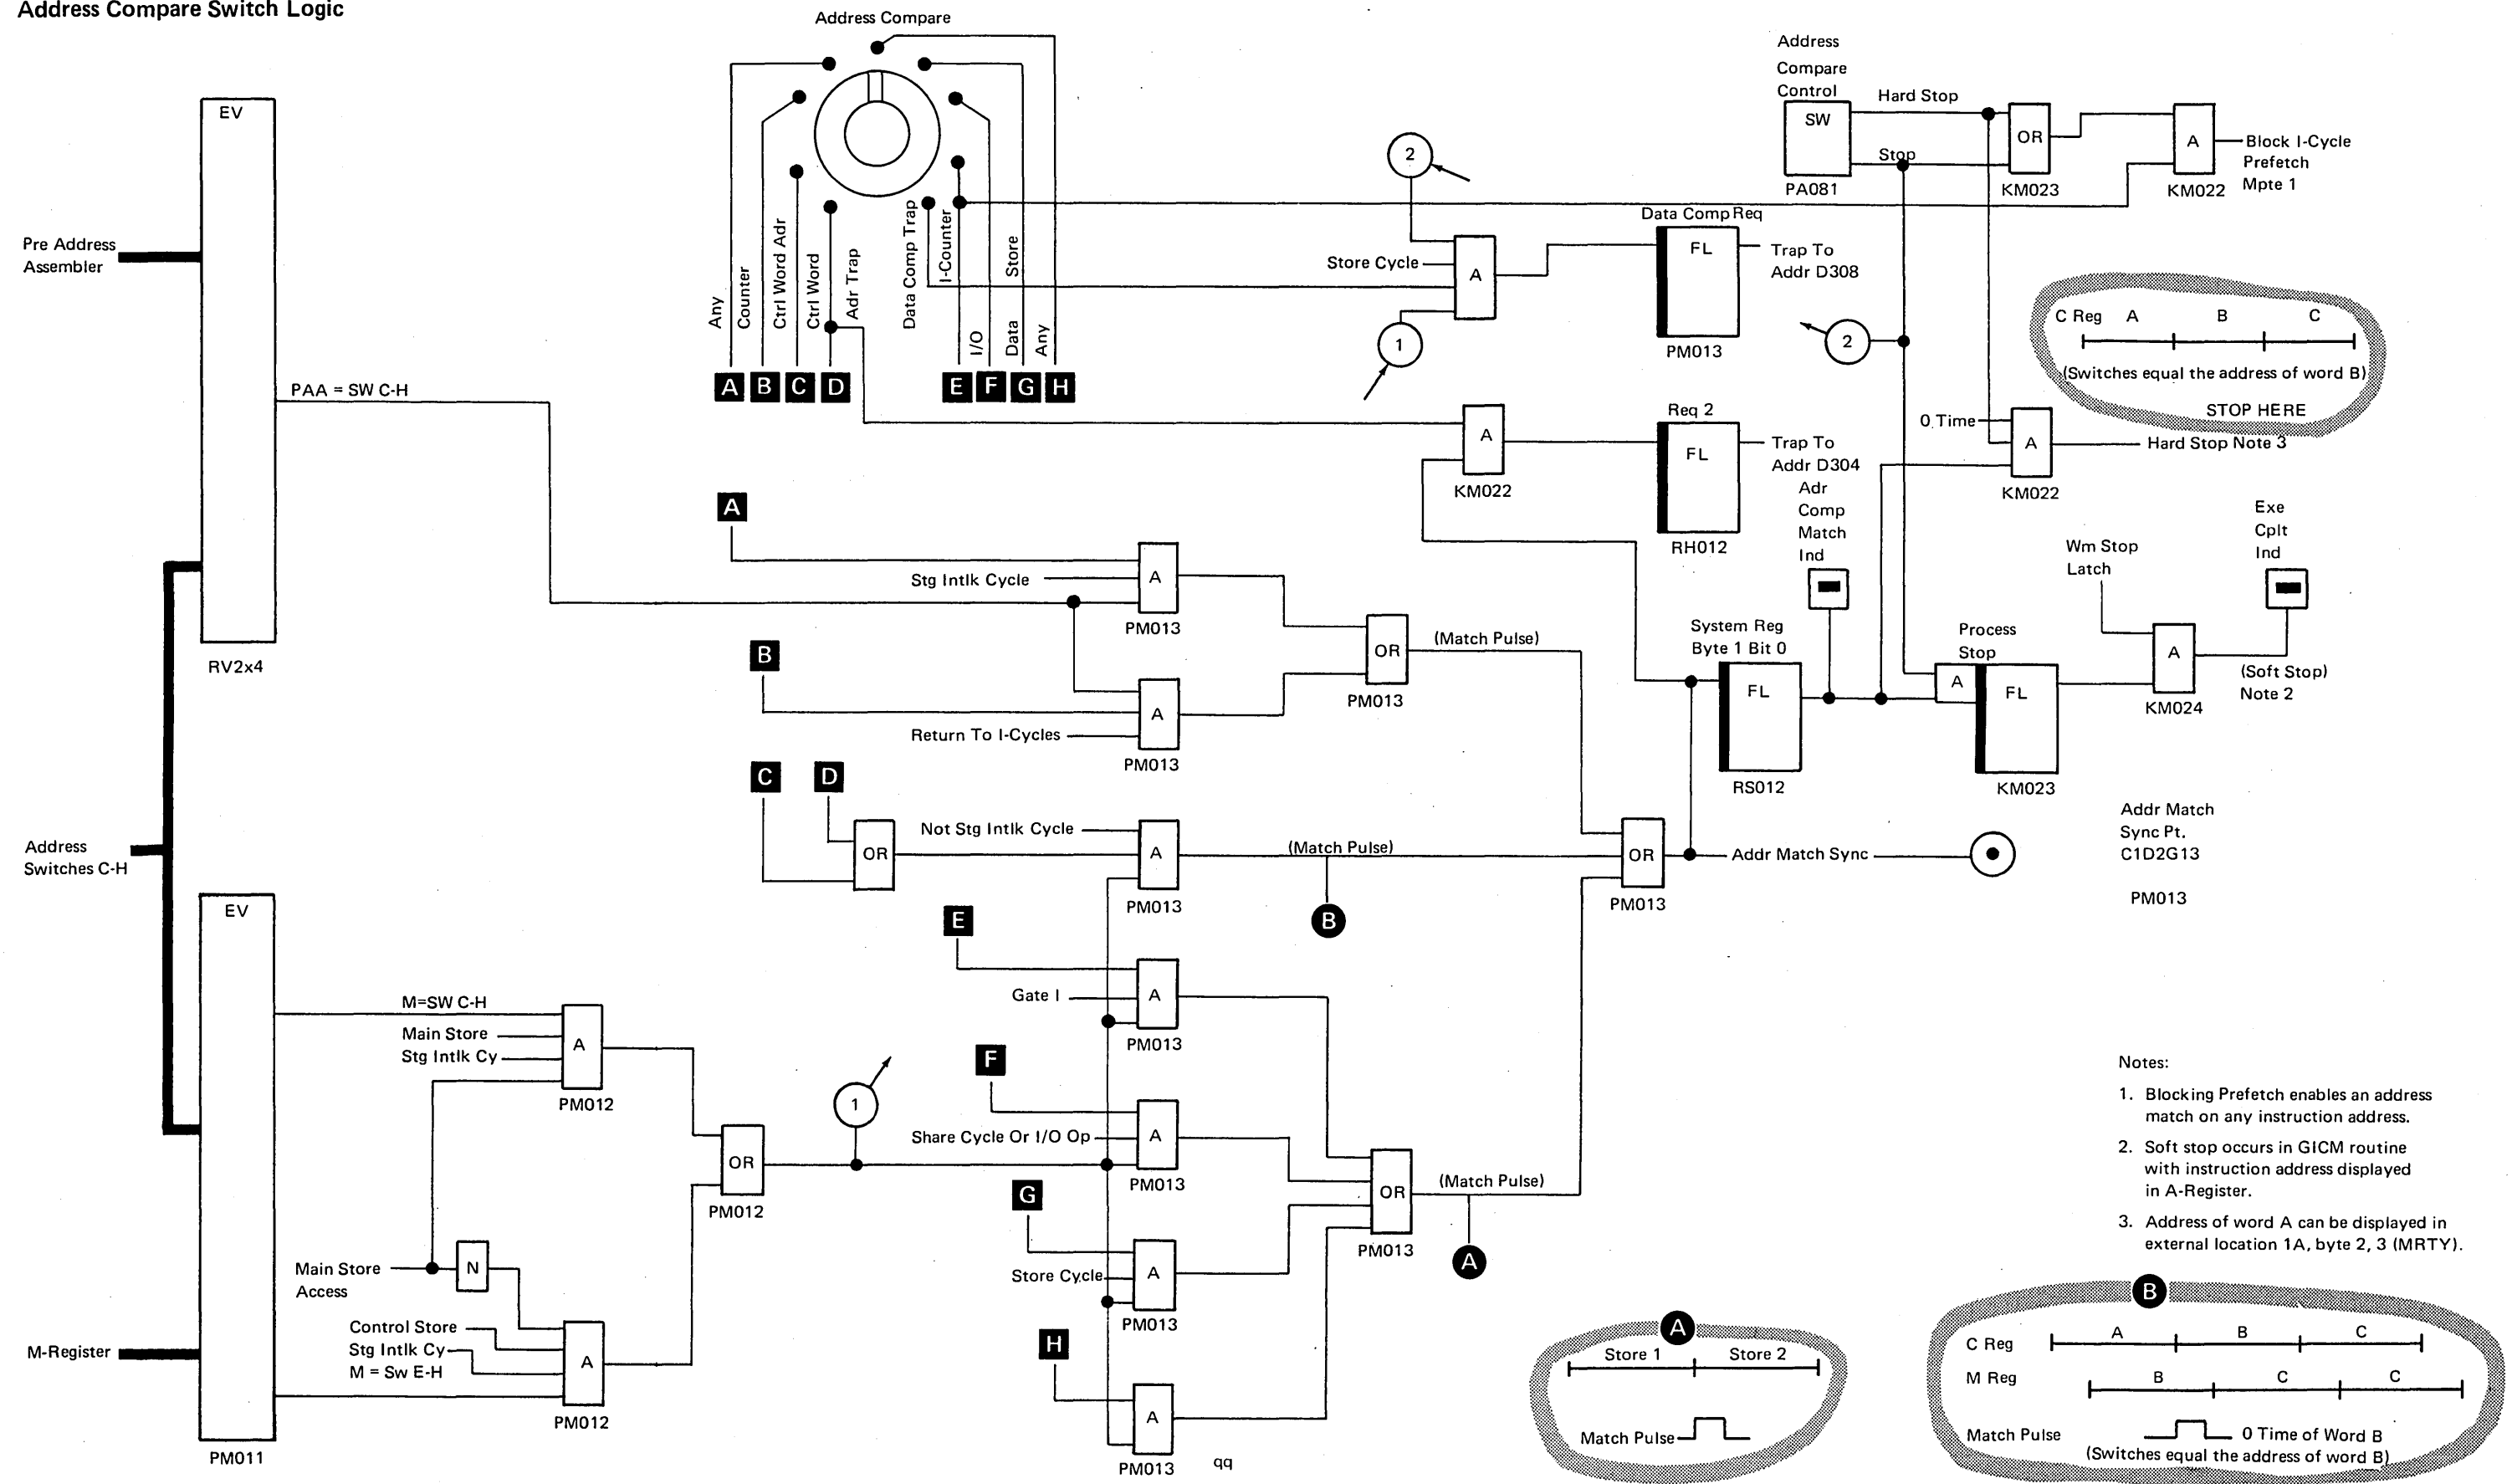 Address Compare Switch Logic
Address Compare
Any
Counter
Ctrl Word Adr
Ctrl Word
Adr Trap
Data Comp Trap
I-Counter
I/O
Data Store
Any
A B C D E F G H
EV
Pre Address
Assembler
PAA = SW C-H
RV2x4
Address
Switches C-H
EV
M-Register
PM011
M=SW C-H
Main Store
Stg Intlk Cy
A
PM012
Main Store
Access
N
Control Store
Stg Intlk Cy
M = Sw E-H
A
PM012
OR
PM012
1
A
Stg Intlk Cycle
A
PM013
B
Return To I-Cycles
A
PM013
OR
PM013
(Match Pulse)
C D
OR
Not Stg Intlk Cycle
A
PM013
(Match Pulse)
B
E
Gate I
A
PM013
F
Share Cycle Or I/O Op
A
PM013
G
Store Cycle
A
PM013
H
A
PM013
qq
OR
PM013
(Match Pulse)
A
OR
PM013
Addr Match Sync
Addr Match
Sync Pt.
C1D2G13
PM013
2
Store Cycle
A
1
Data Comp Req
FL
PM013
Trap To
Addr D308
A
KM022
Req 2
FL
RH012
Trap To
Addr D304
Adr
Comp
Match
Ind
System Reg
Byte 1 Bit 0
FL
RS012
Process
Stop
A
FL
KM023
Wm Stop
Latch
A
KM024
Exe
Cplt
Ind
(Soft Stop)
Note 2
Address
Compare
Control
SW
PA081
Hard Stop
Stop
OR
KM023
A
KM022
Block I-Cycle
Prefetch
Mpte 1
2
0 Time
A
KM022
Hard Stop Note 3
C Reg A B C
(Switches equal the address of word B)
STOP HERE
Notes:
1. Blocking Prefetch enables an address
match on any instruction address.
2. Soft stop occurs in GICM routine
with instruction address displayed
in A-Register.
3. Address of word A can be displayed in
external location 1A, byte 2, 3 (MRTY).
A
Store 1 Store 2
Match Pulse
B
C Reg A B C
M Reg B C C
Match Pulse 0 Time of Word B
(Switches equal the address of word B)